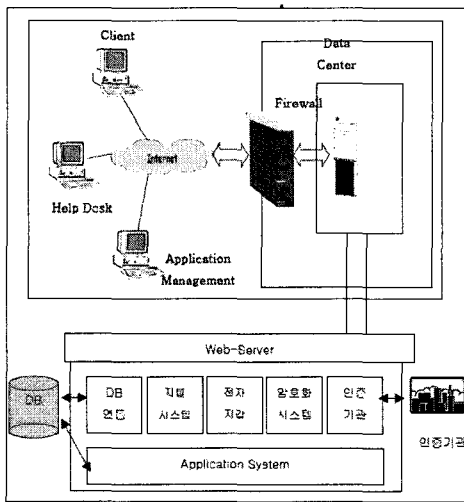 Client
Data
Center
Firewall
Internet
Help Desk
Application
Management
Web-Server
DB
DB
연동
지불
시스템
전자
지갑
암호화
시스템
인증
기관
인증기관
Application System